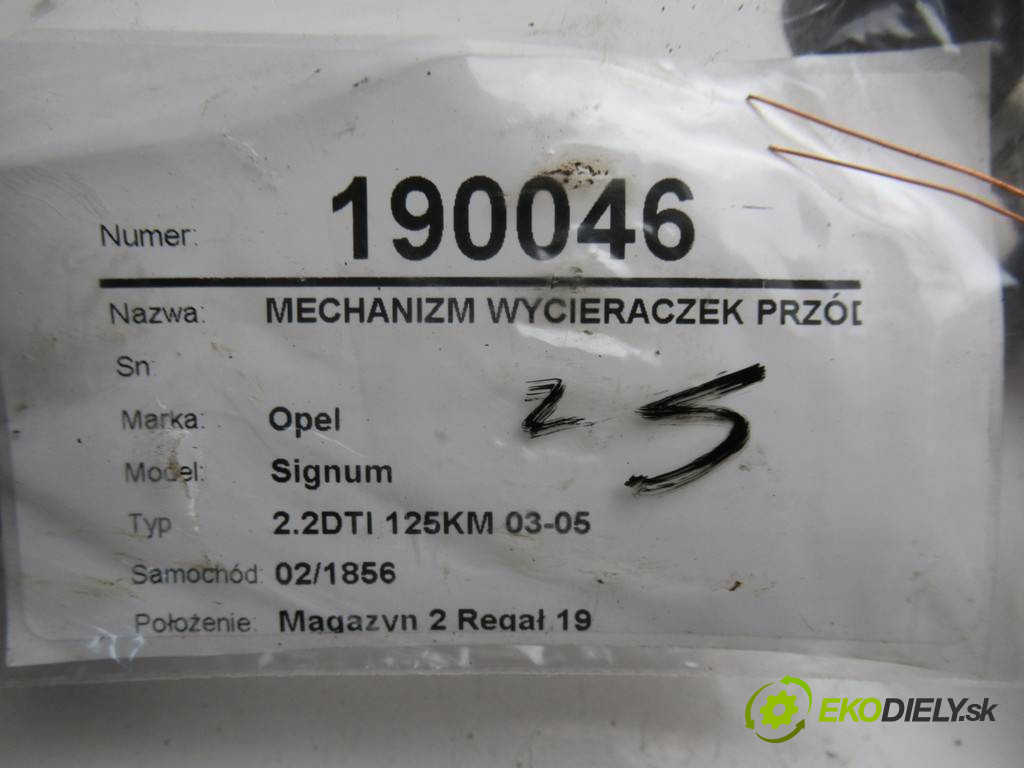 Numer: 190046
Nazwa: MECHANIZM WYCIERACZEK PRZÓD
Sn
Marka: Opel
25
Model: Signum
Typ 2.2DTI 125KM 03-05
Samochód: 02/1856
Położenie: Magazyn 2 Regał 19
EKODIELY.sk